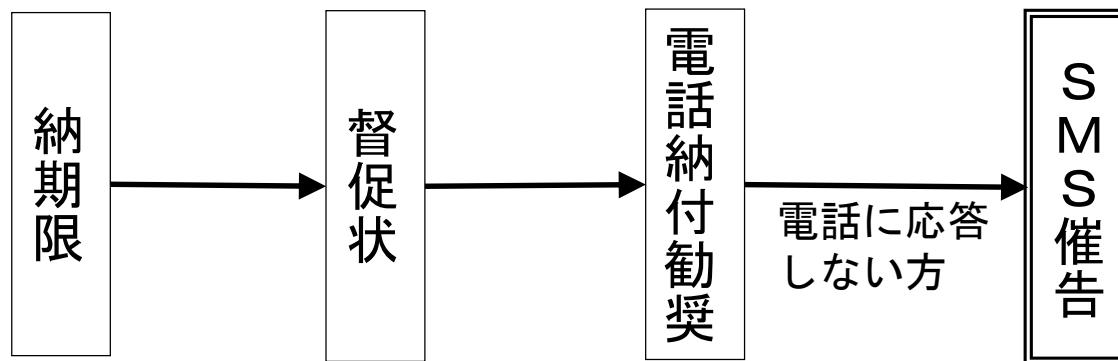 納期限
督促状
電話納付勧奨
電話に応答
しない方
ＳＭＳ催告